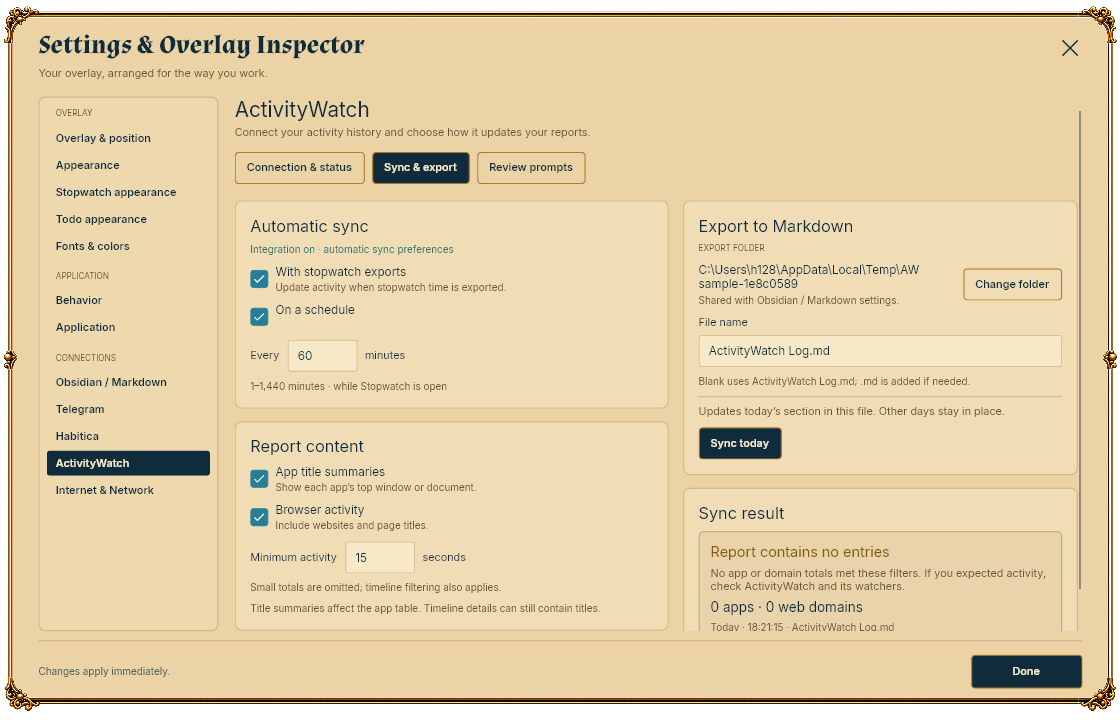 Settings & Overlay Inspector
Your overlay, arranged for the way you work.
OVERLAY
Overlay & position
Appearance
Stopwatch appearance
Todo appearance
Fonts & colors
APPLICATION
Behavior
Application
CONNECTIONS
Obsidian / Markdown
Telegram
Habitica
ActivityWatch
Internet & Network
ActivityWatch
Connect your activity history and choose how it updates your reports.
Connection & status
Sync & export
Review prompts
Automatic sync
Integration on · automatic sync preferences
With stopwatch exports
Update activity when stopwatch time is exported.
On a schedule
Every 60 minutes
1–1,440 minutes · while Stopwatch is open
Report content
App title summaries
Show each app's top window or document.
Browser activity
Include websites and page titles.
Minimum activity 15 seconds
Small totals are omitted; timeline filtering also applies.
Title summaries affect the app table. Timeline details can still contain titles.
Export to Markdown
EXPORT FOLDER
C:\Users\h128\AppData\Local\Temp\AW
sample-1e8c0589
Change folder
Shared with Obsidian / Markdown settings.
File name
ActivityWatch Log.md
Blank uses ActivityWatch Log.md; .md is added if needed.
Updates today's section in this file. Other days stay in place.
Sync today
Sync result
Report contains no entries
No app or domain totals met these filters. If you expected activity,
check ActivityWatch and its watchers.
0 apps · 0 web domains
Today · 18:21:15 · ActivityWatch Log.md
Changes apply immediately.
Done